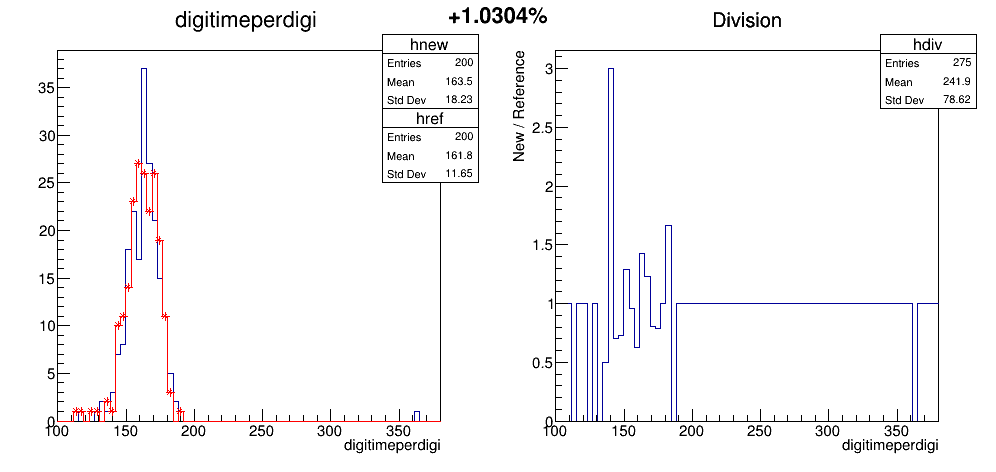 +1.0304%
digitimeperdigi
hnew
Entries 200
Mean 163.5
Std Dev 18.23
href
Entries 200
Mean 161.8
Std Dev 11.65
35
30
25
20
15
10
5
0
100 150 200 250 300 350
digitimeperdigi
Division
hdiv
Entries 275
Mean 241.9
Std Dev 78.62
New / Reference
3
2.5
2
1.5
1
0.5
0
100 150 200 250 300 350
digitimeperdigi